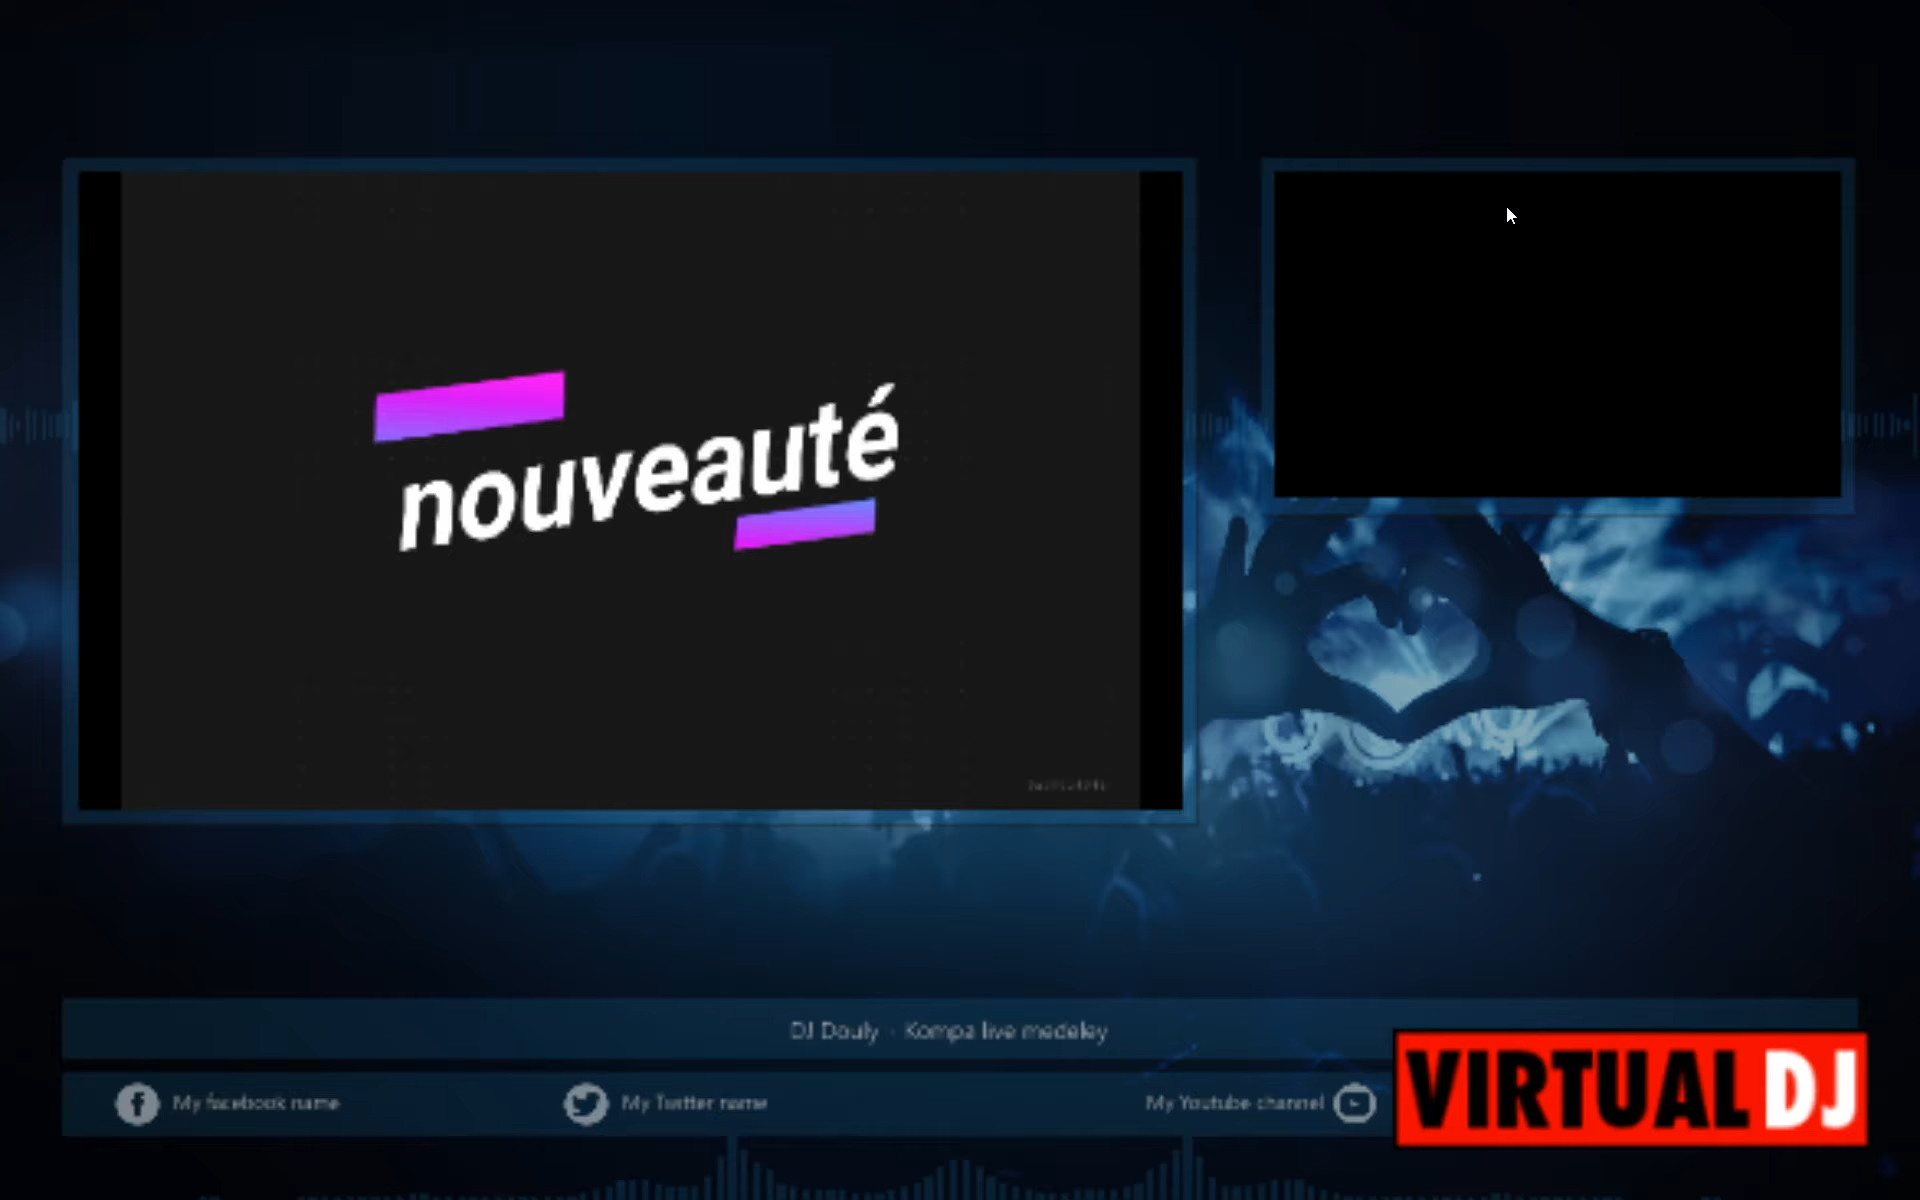 nouveauté
DJ Douly - Kompa live medeley
My facebook name
My Twitter name
My Youtube channel
VIRTUAL DJ